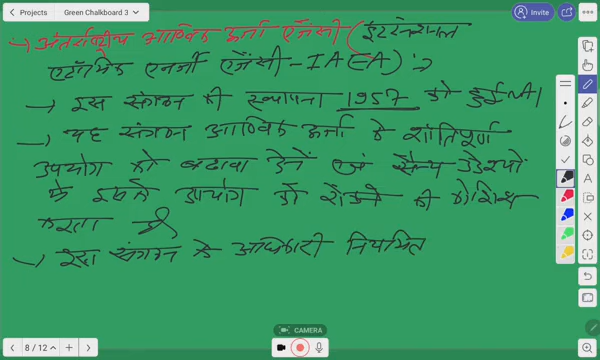 Projects Green Chalkboard 3 Invite
→ अंतर्राष्ट्रीय आण्विक ऊर्जा एजेंसी (इंटरनेशनल
एटॉमिक एनर्जी एजेंसी - IAEA) :→
→ इस संगठन की स्थापना 1957 को हुई थी।
→ यह संगठन आण्विक ऊर्जा के शांतिपूर्ण
उपयोग को बढावा देनें एवं सैन्य उद्देश्यों
के इसके उपयोग को रोकने की कोशिश
करता है
→ इस संगठन के अधिकारी नियमित
CAMERA
8 / 12